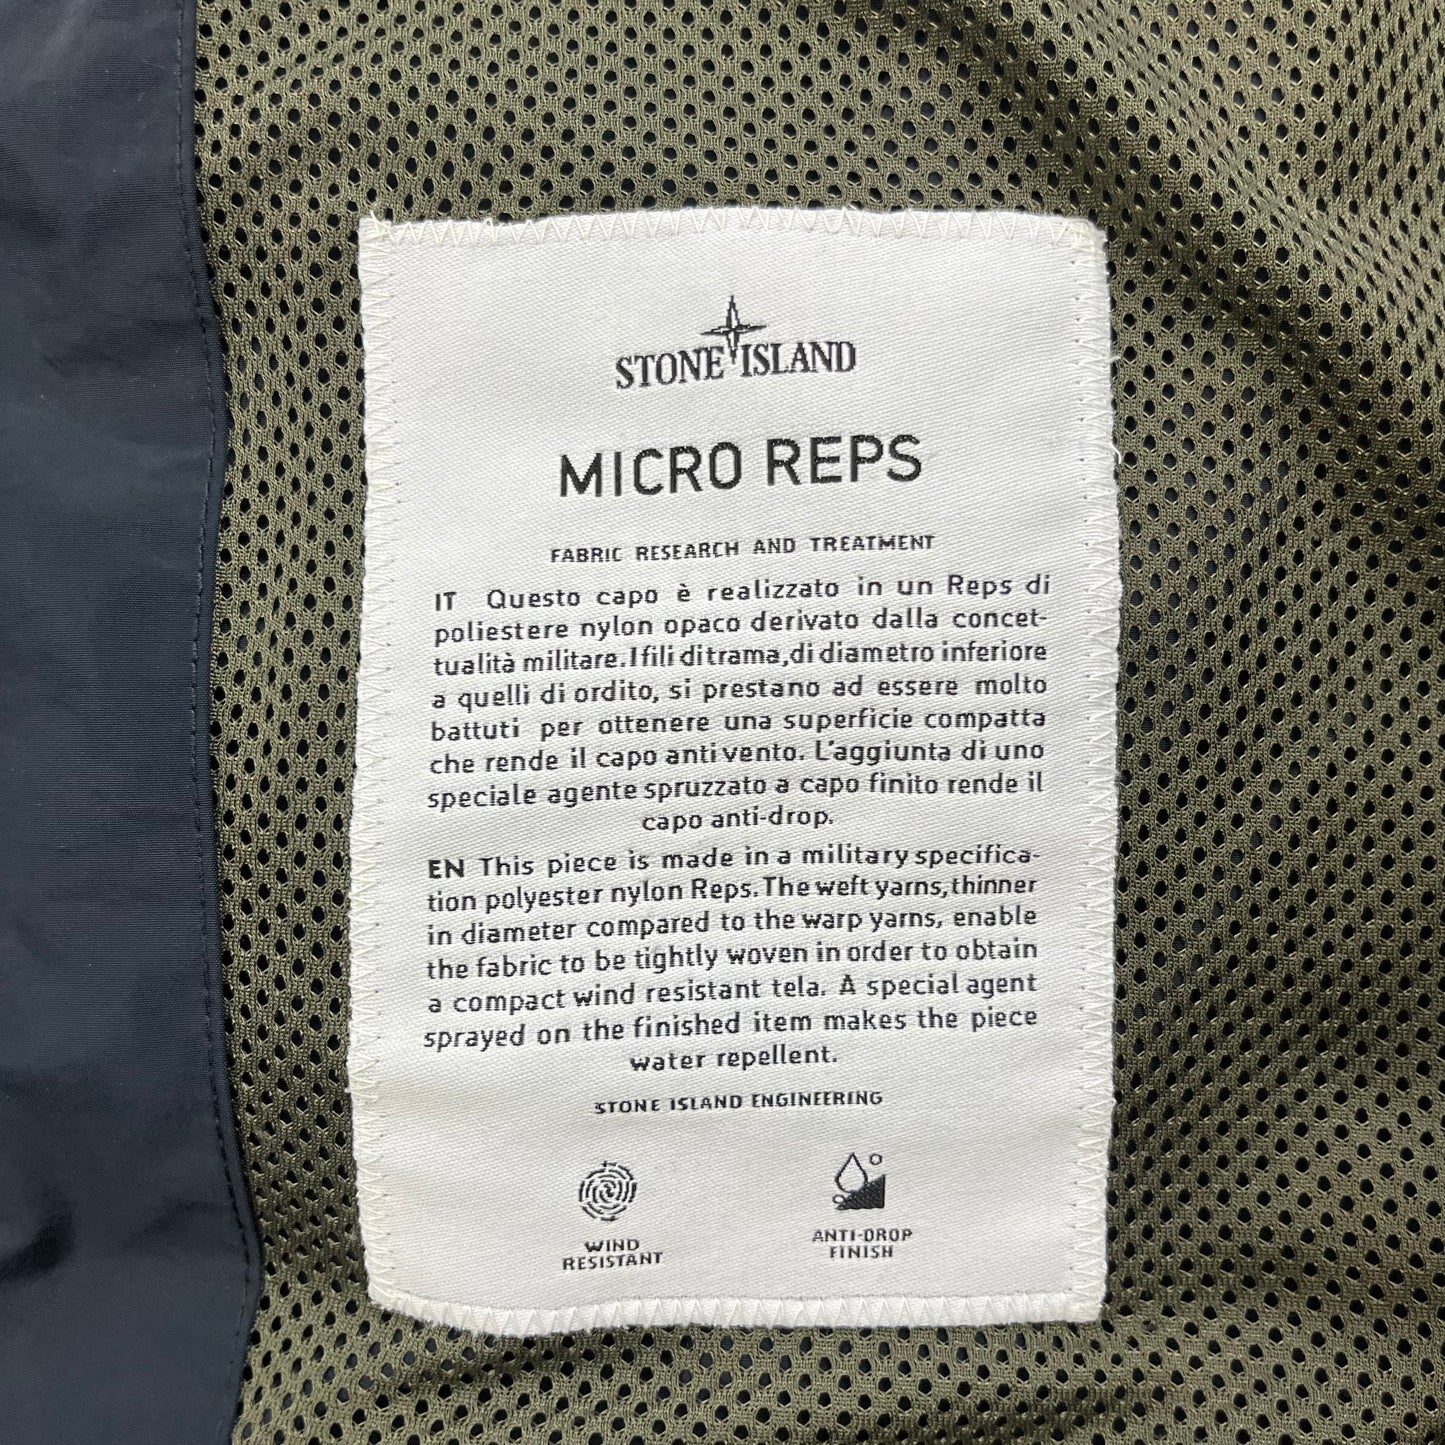 STONE ISLAND
MICRO REPS
FABRIC RESEARCH AND TREATMENT
IT Questo capo è realizzato in un Reps di
poliestere nylon opaco derivato dalla concet-
tualità militare. I fili di trama, di diametro inferiore
a quelli di ordito, si prestano ad essere molto
battuti per ottenere una superficie compatta
che rende il capo antivento. L'aggiunta di uno
speciale agente spruzzato a capo finito rende il
capo anti-drop.
EN This piece is made in a military specifica-
tion polyester nylon Reps. The weft yarns, thinner
in diameter compared to the warp yarns, enable
the fabric to be tightly woven in order to obtain
a compact wind resistant tela. A special agent
sprayed on the finished item makes the piece
water repellent.
STONE ISLAND ENGINEERING
WIND
RESISTANT
ANTI-DROP
FINISH